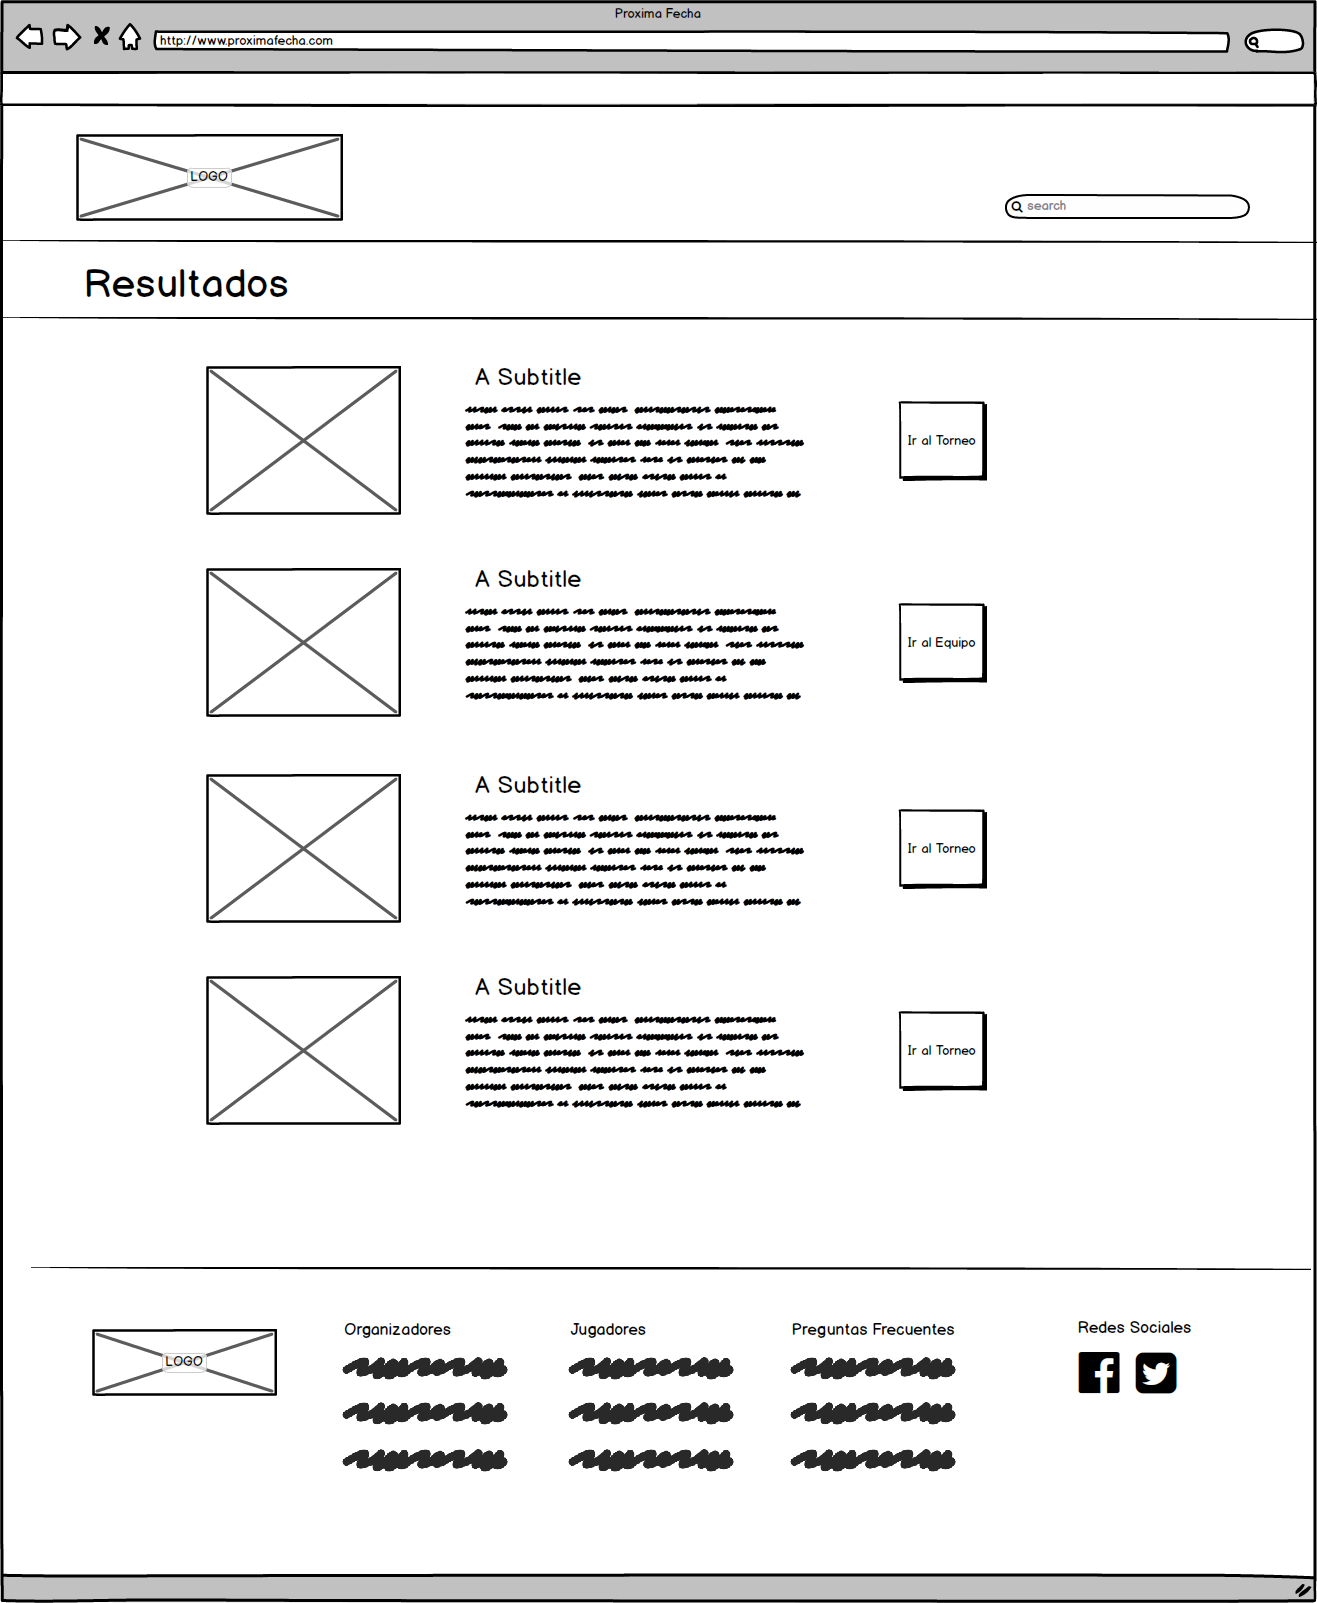 Proxima Fecha
http://www.proximafecha.com
LOGO
search
Resultados
A Subtitle
Ir al Torneo
A Subtitle
Ir al Equipo
A Subtitle
Ir al Torneo
A Subtitle
Ir al Torneo
LOGO
Organizadores
Jugadores
Preguntas Frecuentes
Redes Sociales